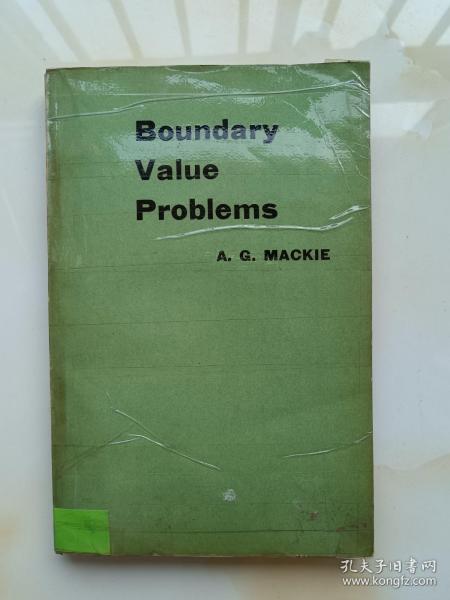 Boundary
Value
Problems
A. G. MACKIE
孔夫子旧书网
www.kongfz.com